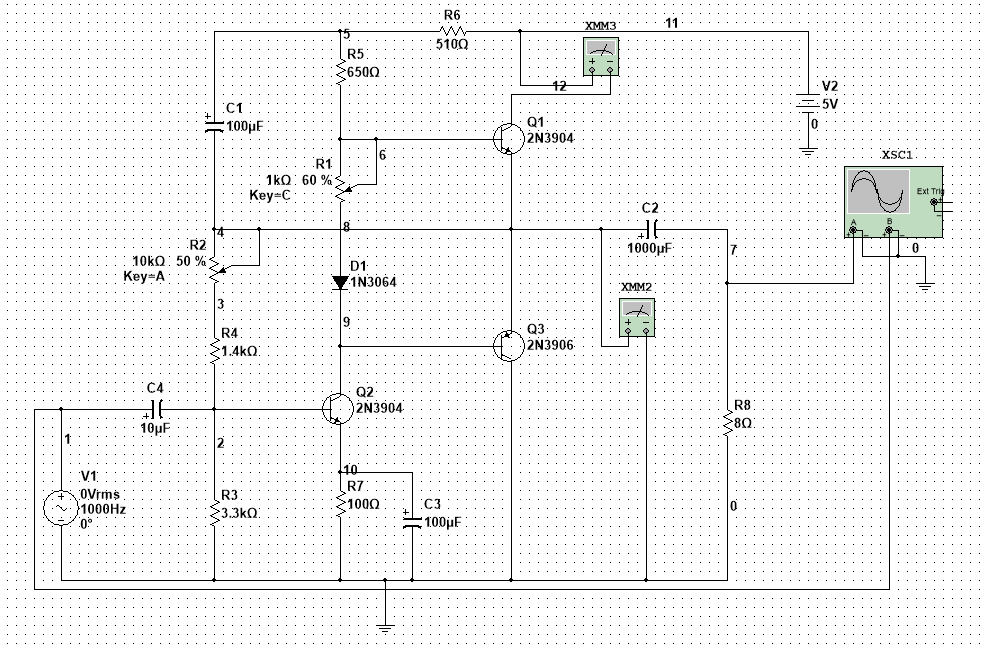 R6
510Ω
11
XMM3
5
R5
650Ω
12
V2
5V
0
C1
100µF
Q1
2N3904
XSC1
Ext Trig
A
B
0
6
R1
1kΩ
60 %
Key=C
4
8
C2
1000µF
7
R2
10kΩ
50 %
Key=A
D1
1N3064
XMM2
3
9
Q3
2N3906
R4
1.4kΩ
C4
10µF
Q2
2N3904
R8
8Ω
1
2
10
V1
0Vrms
1000Hz
0°
R3
3.3kΩ
R7
100Ω
C3
100µF
0